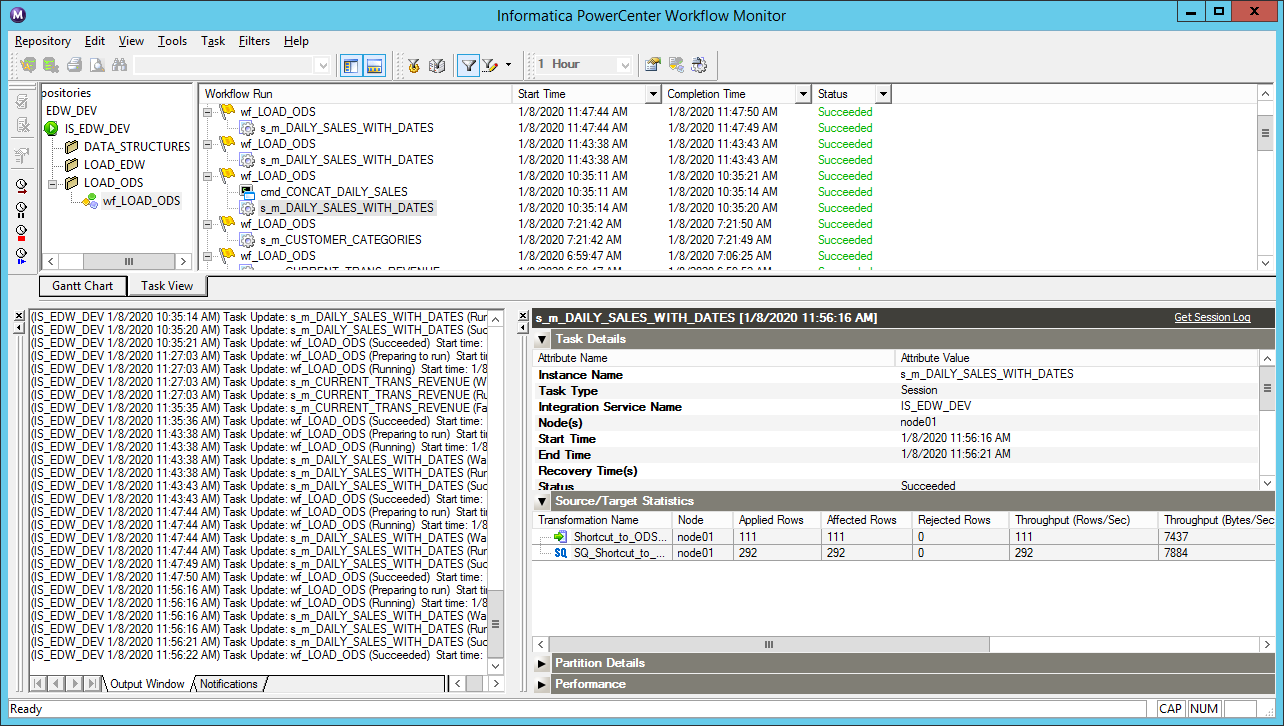 Informatica PowerCenter Workflow Monitor
Repository Edit View Tools Task Filters Help
1 Hour
positories
EDW_DEV
IS_EDW_DEV
DATA_STRUCTURES
LOAD_EDW
LOAD_ODS
wf_LOAD_ODS
Workflow Run Start Time Completion Time Status
wf_LOAD_ODS 1/8/2020 11:47:44 AM 1/8/2020 11:47:50 AM Succeeded
s_m_DAILY_SALES_WITH_DATES 1/8/2020 11:47:44 AM 1/8/2020 11:47:49 AM Succeeded
wf_LOAD_ODS 1/8/2020 11:43:38 AM 1/8/2020 11:43:43 AM Succeeded
s_m_DAILY_SALES_WITH_DATES 1/8/2020 11:43:38 AM 1/8/2020 11:43:43 AM Succeeded
wf_LOAD_ODS 1/8/2020 10:35:11 AM 1/8/2020 10:35:21 AM Succeeded
cmd_CONCAT_DAILY_SALES 1/8/2020 10:35:11 AM 1/8/2020 10:35:14 AM Succeeded
s_m_DAILY_SALES_WITH_DATES 1/8/2020 10:35:14 AM 1/8/2020 10:35:20 AM Succeeded
wf_LOAD_ODS 1/8/2020 7:21:42 AM 1/8/2020 7:21:50 AM Succeeded
s_m_CUSTOMER_CATEGORIES 1/8/2020 7:21:42 AM 1/8/2020 7:21:49 AM Succeeded
wf_LOAD_ODS 1/8/2020 6:59:47 AM 1/8/2020 7:06:25 AM Succeeded
Gantt Chart Task View
(IS_EDW_DEV 1/8/2020 10:35:14 AM) Task Update: s_m_DAILY_SALES_WITH_DATES (Run
(IS_EDW_DEV 1/8/2020 10:35:20 AM) Task Update: s_m_DAILY_SALES_WITH_DATES (Suc
(IS_EDW_DEV 1/8/2020 10:35:21 AM) Task Update: wf_LOAD_ODS (Succeeded) Start time:
(IS_EDW_DEV 1/8/2020 11:27:03 AM) Task Update: wf_LOAD_ODS (Preparing to run) Start ti
(IS_EDW_DEV 1/8/2020 11:27:03 AM) Task Update: wf_LOAD_ODS (Running) Start time: 1/8
(IS_EDW_DEV 1/8/2020 11:27:03 AM) Task Update: s_m_CURRENT_TRANS_REVENUE (W
(IS_EDW_DEV 1/8/2020 11:27:03 AM) Task Update: s_m_CURRENT_TRANS_REVENUE (Ru
(IS_EDW_DEV 1/8/2020 11:35:35 AM) Task Update: s_m_CURRENT_TRANS_REVENUE (Fa
(IS_EDW_DEV 1/8/2020 11:35:36 AM) Task Update: wf_LOAD_ODS (Succeeded) Start time:
(IS_EDW_DEV 1/8/2020 11:43:38 AM) Task Update: wf_LOAD_ODS (Preparing to run) Start ti
(IS_EDW_DEV 1/8/2020 11:43:38 AM) Task Update: wf_LOAD_ODS (Running) Start time: 1/8
(IS_EDW_DEV 1/8/2020 11:43:38 AM) Task Update: s_m_DAILY_SALES_WITH_DATES (Wa
(IS_EDW_DEV 1/8/2020 11:43:38 AM) Task Update: s_m_DAILY_SALES_WITH_DATES (Run
(IS_EDW_DEV 1/8/2020 11:43:43 AM) Task Update: s_m_DAILY_SALES_WITH_DATES (Suc
(IS_EDW_DEV 1/8/2020 11:43:43 AM) Task Update: wf_LOAD_ODS (Succeeded) Start time:
(IS_EDW_DEV 1/8/2020 11:47:44 AM) Task Update: wf_LOAD_ODS (Preparing to run) Start ti
(IS_EDW_DEV 1/8/2020 11:47:44 AM) Task Update: wf_LOAD_ODS (Running) Start time: 1/8
(IS_EDW_DEV 1/8/2020 11:47:44 AM) Task Update: s_m_DAILY_SALES_WITH_DATES (Wa
(IS_EDW_DEV 1/8/2020 11:47:44 AM) Task Update: s_m_DAILY_SALES_WITH_DATES (Run
(IS_EDW_DEV 1/8/2020 11:47:49 AM) Task Update: s_m_DAILY_SALES_WITH_DATES (Suc
(IS_EDW_DEV 1/8/2020 11:47:50 AM) Task Update: wf_LOAD_ODS (Succeeded) Start time:
(IS_EDW_DEV 1/8/2020 11:56:16 AM) Task Update: wf_LOAD_ODS (Preparing to run) Start ti
(IS_EDW_DEV 1/8/2020 11:56:16 AM) Task Update: wf_LOAD_ODS (Running) Start time: 1/8
(IS_EDW_DEV 1/8/2020 11:56:16 AM) Task Update: s_m_DAILY_SALES_WITH_DATES (Wa
(IS_EDW_DEV 1/8/2020 11:56:16 AM) Task Update: s_m_DAILY_SALES_WITH_DATES (Run
(IS_EDW_DEV 1/8/2020 11:56:21 AM) Task Update: s_m_DAILY_SALES_WITH_DATES (Suc
(IS_EDW_DEV 1/8/2020 11:56:22 AM) Task Update: wf_LOAD_ODS (Succeeded) Start time:
Output Window Notifications
s_m_DAILY_SALES_WITH_DATES [1/8/2020 11:56:16 AM] Get Session Log
Task Details
Attribute Name Attribute Value
Instance Name s_m_DAILY_SALES_WITH_DATES
Task Type Session
Integration Service Name IS_EDW_DEV
Node(s) node01
Start Time 1/8/2020 11:56:16 AM
End Time 1/8/2020 11:56:21 AM
Recovery Time(s)
Status Succeeded
Source/Target Statistics
Transformation Name Node Applied Rows Affected Rows Rejected Rows Throughput (Rows/Sec) Throughput (Bytes/Sec
Shortcut_to_ODS... node01 111 111 0 111 7437
SQ SQ_Shortcut_to_... node01 292 292 0 292 7884
Partition Details
Performance
Ready CAP NUM